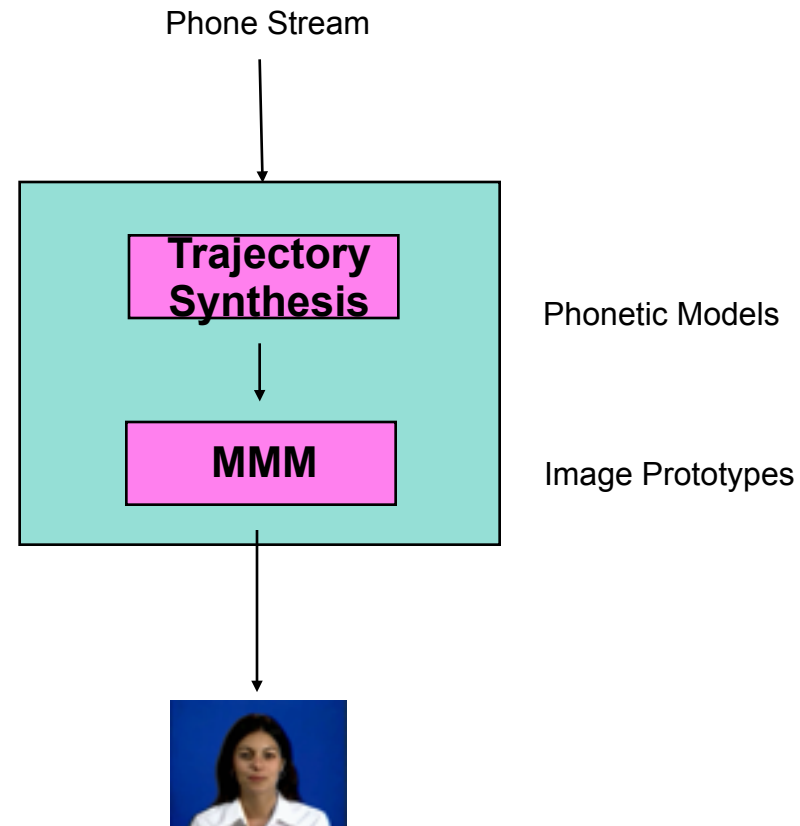 Phone Stream
Trajectory
Synthesis
Phonetic Models
MMM
Image Prototypes